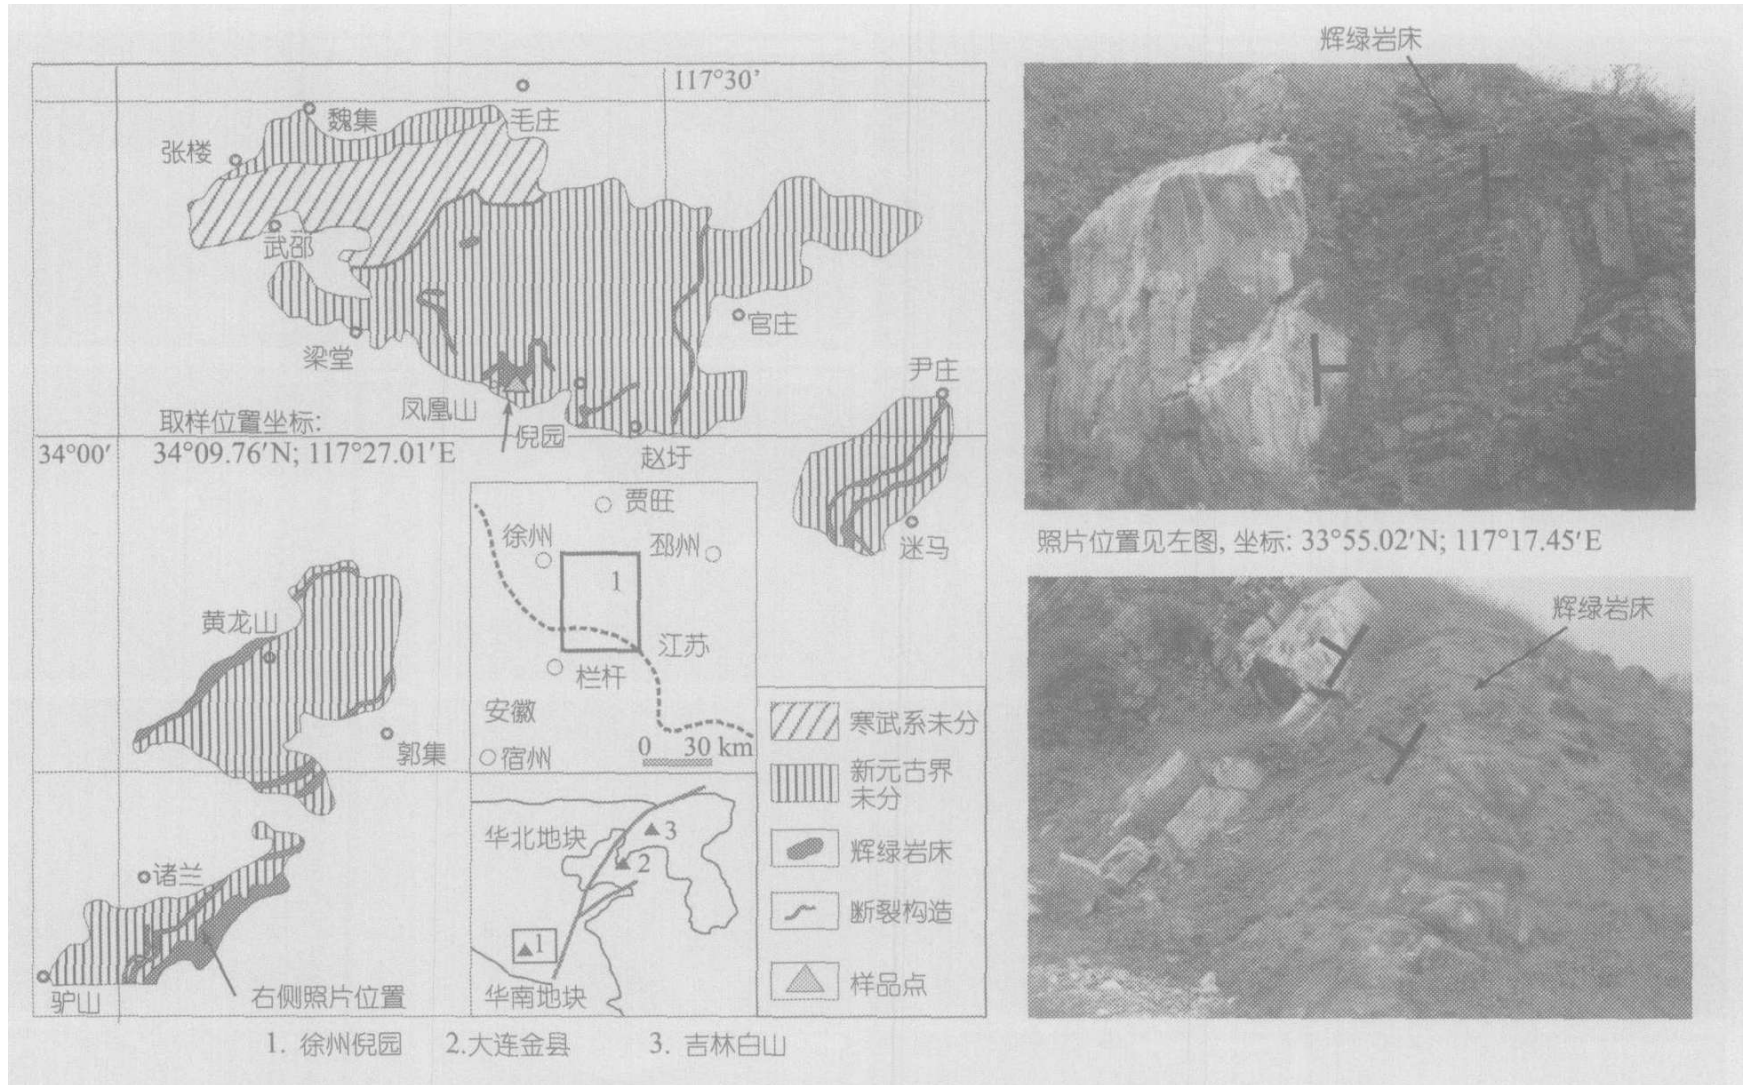 辉绿岩床
117°30’
魏集
毛庄
张楼
武邵
官庄
梁堂
尹庄
凤凰山
取样位置坐标:
倪园
34°00′
34°09.76′N; 117°27.01′E
赵圩
贾旺
徐州
邳州
迷马
照片位置见左图, 坐标: 33°55.02′N; 117°17.45′E
1
黄龙山
江苏
栏杆
辉绿岩床
安徽
寒武系未分
郭集
宿州
0 30 km
新元古界
未分
华北地块
3
2
辉绿岩床
诸兰
断裂构造
1
驴山
右侧照片位置
华南地块
样品点
1. 徐州倪园 2.大连金县 3. 吉林白山